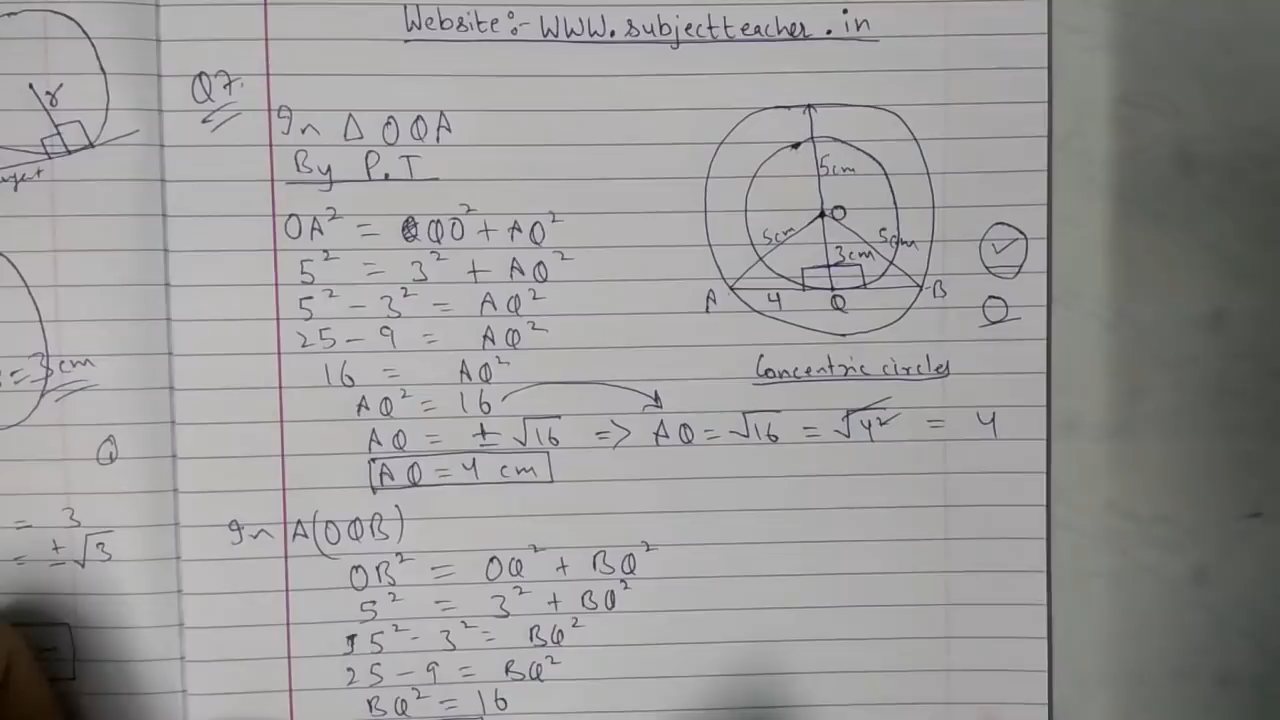 Website:- WWW.subjectteacher.in
Q7.
In Δ OQA
By P.T
OA² = QO² + AQ²
5² = 3² + AQ²
5² - 3² = AQ²
25 - 9 = AQ²
16 = AQ²
AQ² = 16
AQ = ± √16 => AQ = √16 = √4² = 4
AQ = 4 cm
In A(OQB)
OB² = OQ² + BQ²
5² = 3² + BQ²
5² - 3² = BQ²
25 - 9 = BQ²
BQ² = 16
5cm
O
5cm
5cm
3cm
A
4
Q
B
Concentric circles
r
= 3 cm
Q
= 3
= ± √3